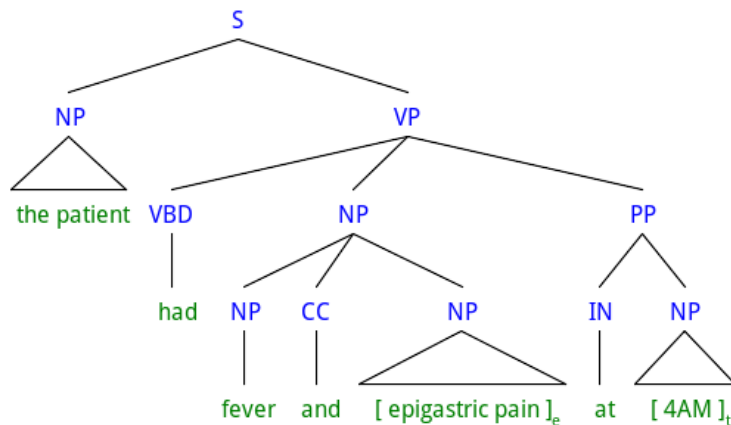 S
NP VP
the patient VBD NP PP
had NP CC NP IN NP
fever and [ epigastric pain ]e at [ 4AM ]t